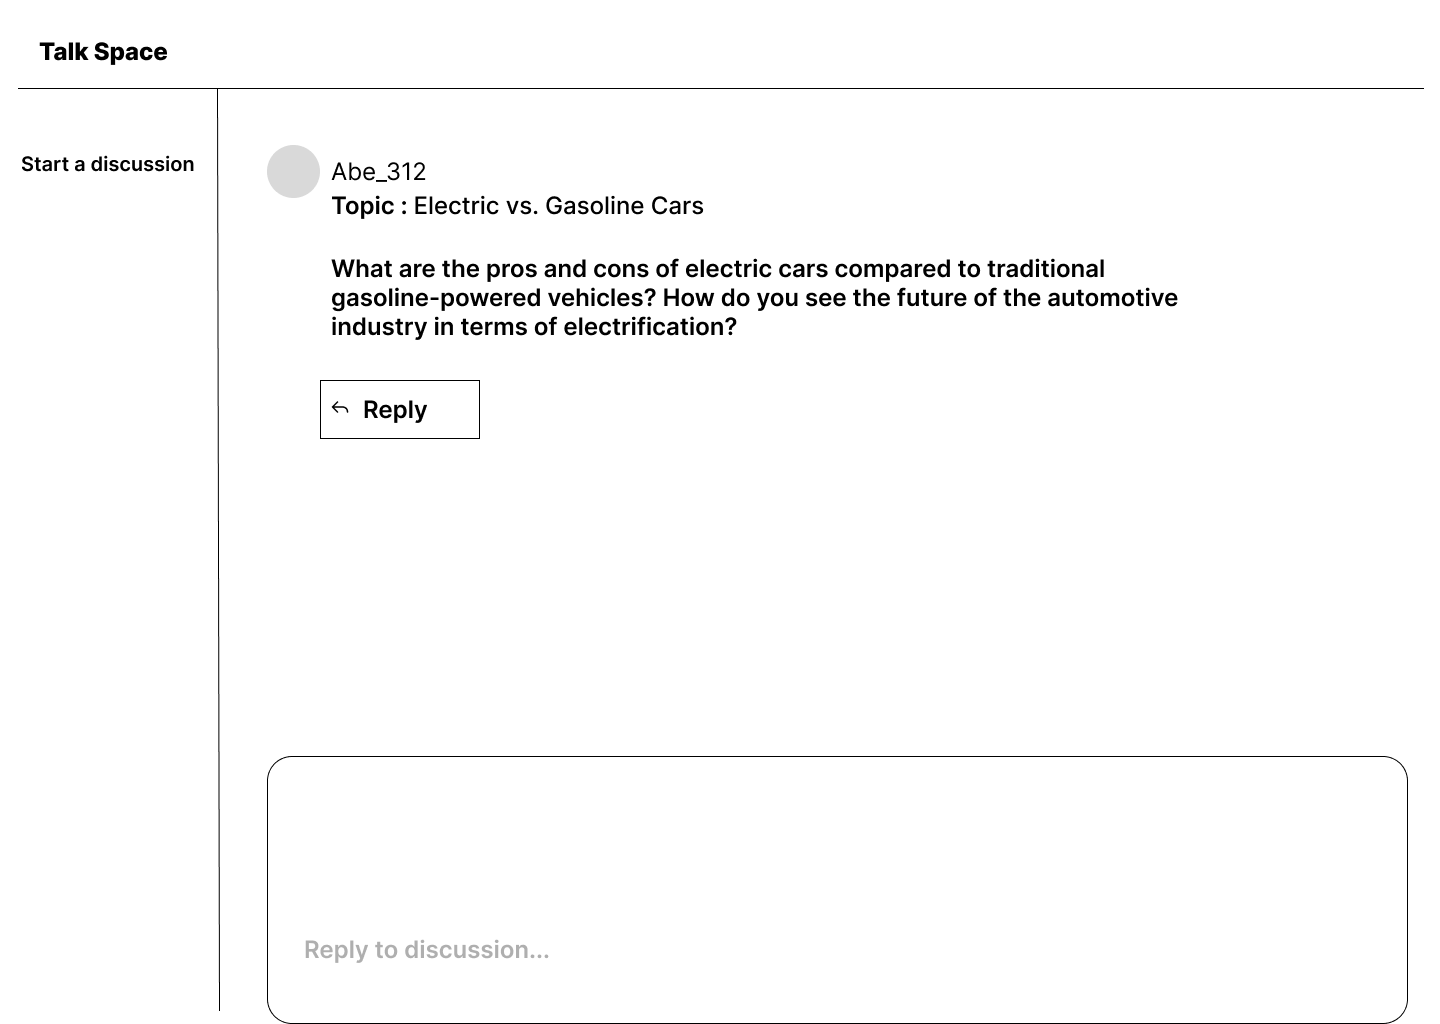 Talk Space
Start a discussion
Abe_312
Topic : Electric vs. Gasoline Cars
What are the pros and cons of electric cars compared to traditional
gasoline-powered vehicles? How do you see the future of the automotive
industry in terms of electrification?
Reply
Reply to discussion...